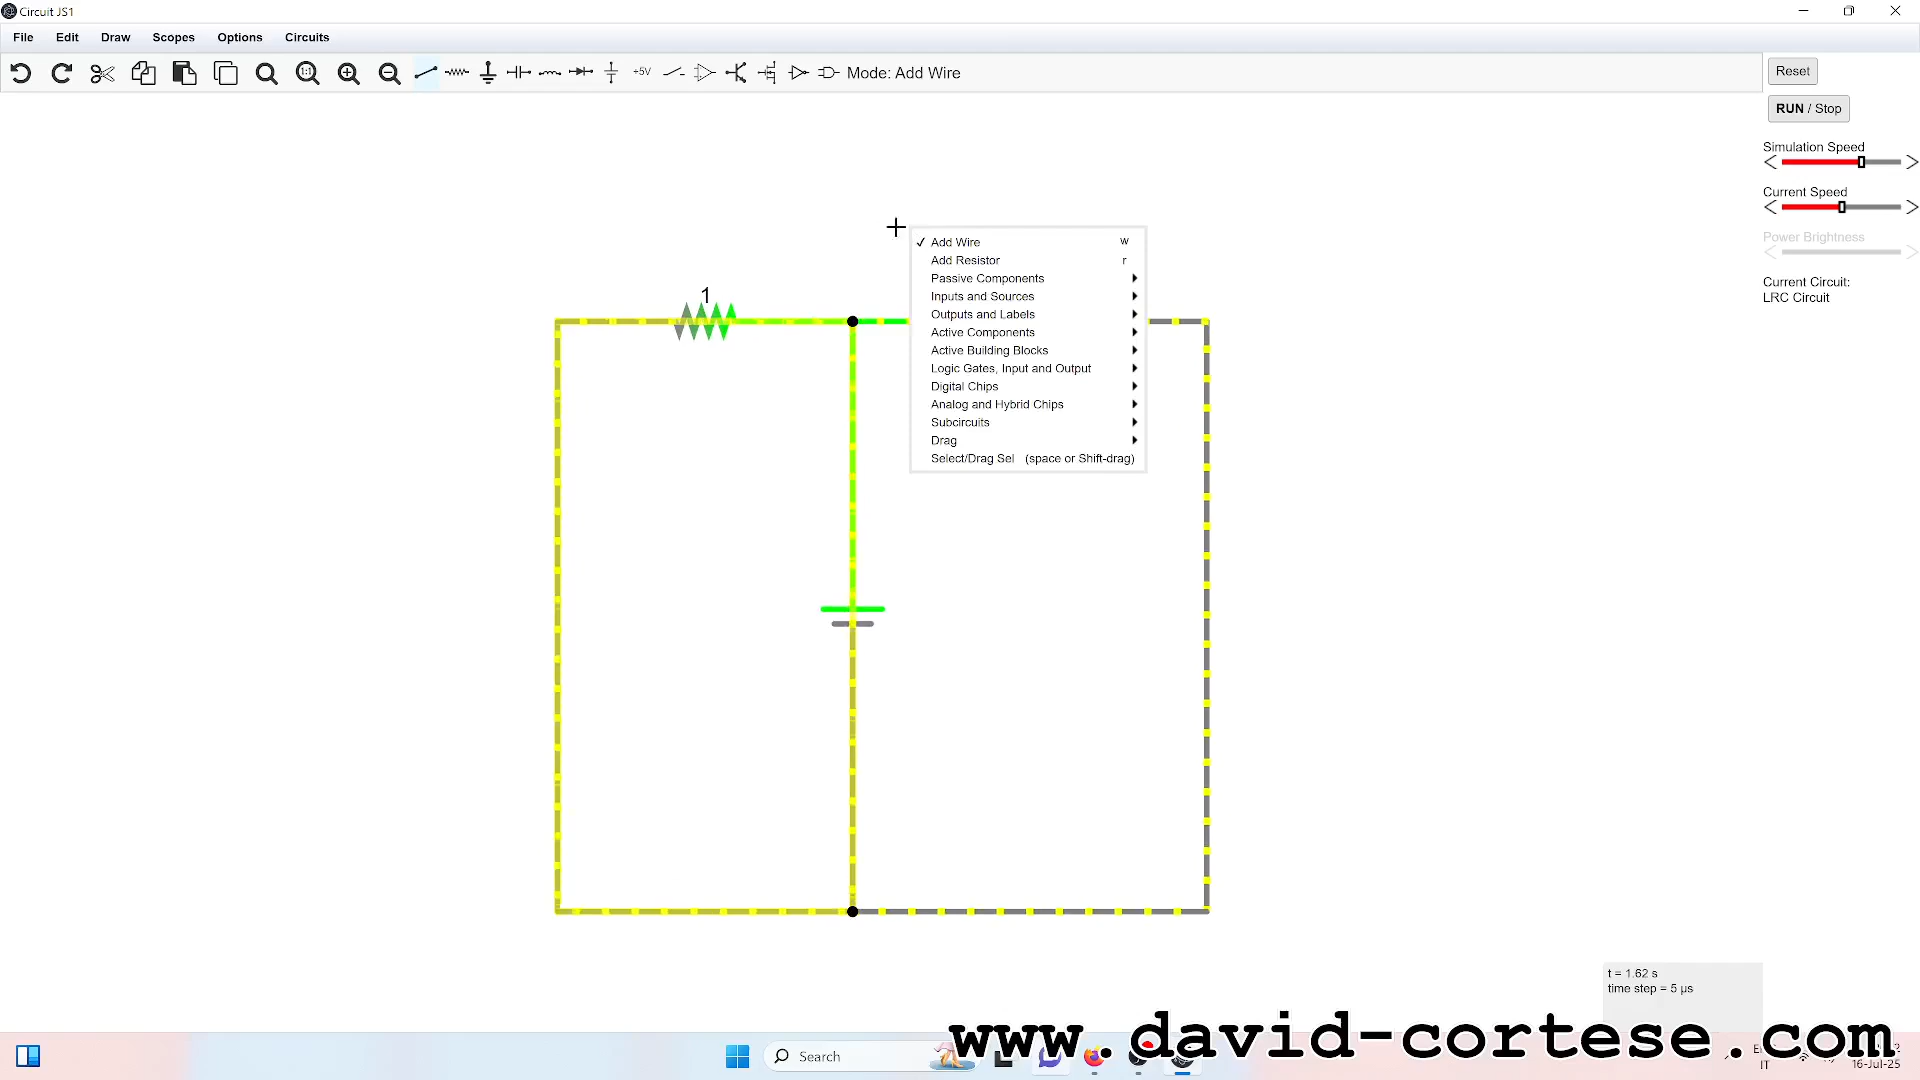 Circuit JS1
File Edit Draw Scopes Options Circuits
+5V Mode: Add Wire
Reset
RUN / Stop
Simulation Speed
Current Speed
Power Brightness
Current Circuit:
LRC Circuit
1
✓ Add Wire w
Add Resistor r
Passive Components
Inputs and Sources
Outputs and Labels
Active Components
Active Building Blocks
Logic Gates, Input and Output
Digital Chips
Analog and Hybrid Chips
Subcircuits
Drag
Select/Drag Sel (space or Shift-drag)
t = 1.62 s
time step = 5 µs
www.david-cortese.com
Search
IT
16-Jul-25